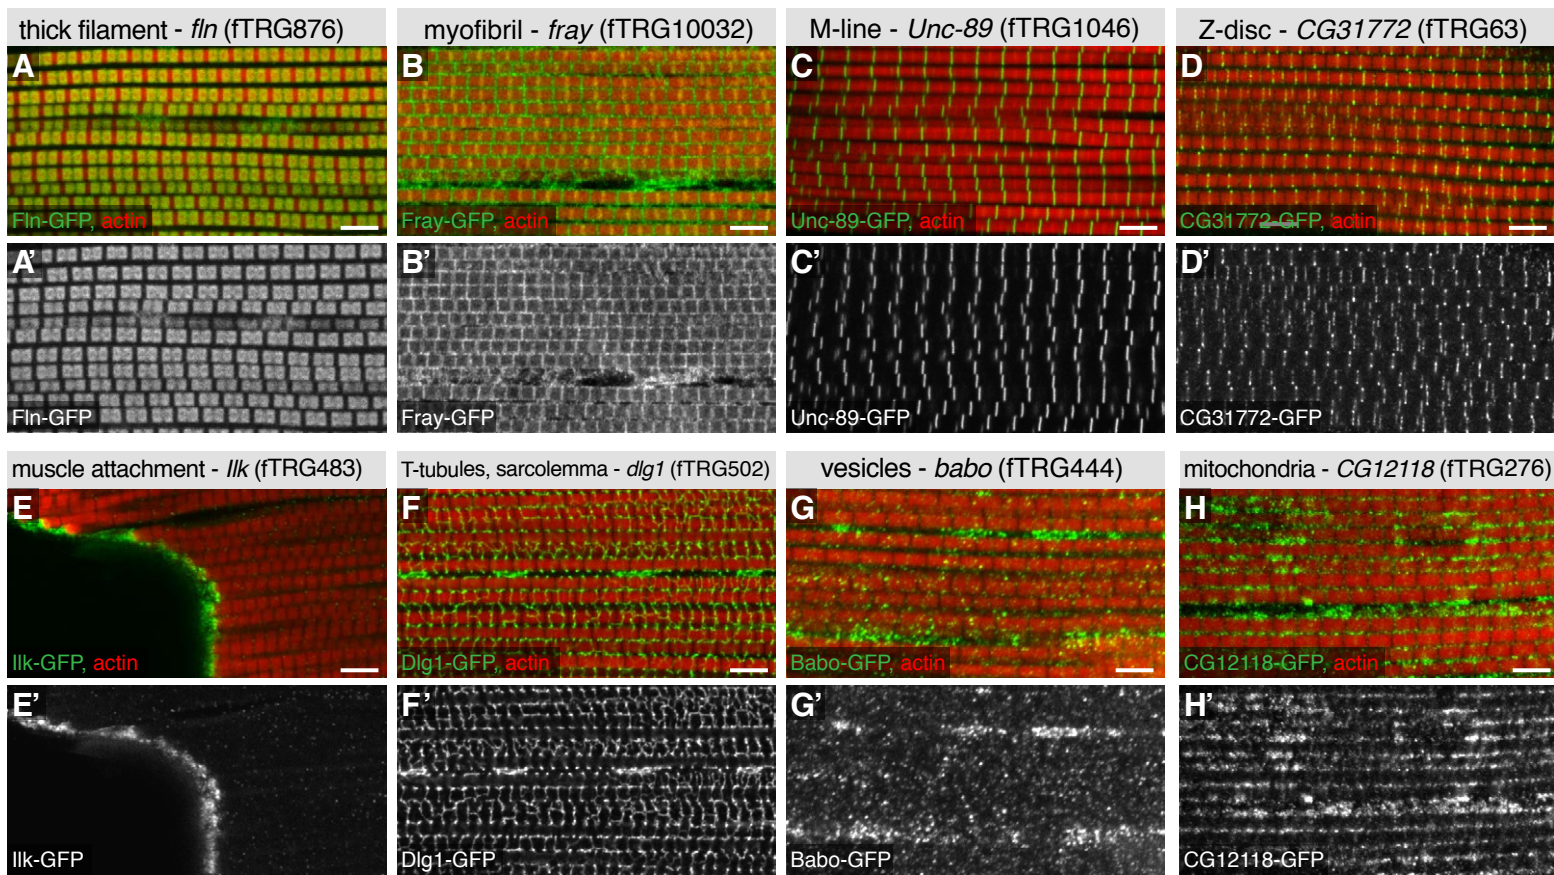 thick filament - fln (fTRG876)
myofibril - fray (fTRG10032)
M-line - Unc-89 (fTRG1046)
Z-disc - CG31772 (fTRG63)
A
B
C
D
Fln-GFP, actin
Fray-GFP, actin
Unc-89-GFP, actin
CG31772-GFP, actin
A'
B'
C'
D'
Fln-GFP
Fray-GFP
Unc-89-GFP
CG31772-GFP
muscle attachment - Ilk (fTRG483)
T-tubules, sarcolemma - dlg1 (fTRG502)
vesicles - babo (fTRG444)
mitochondria - CG12118 (fTRG276)
E
F
G
H
Ilk-GFP, actin
Dlg1-GFP, actin
Babo-GFP, actin
CG12118-GFP, actin
E'
F'
G'
H'
Ilk-GFP
Dlg1-GFP
Babo-GFP
CG12118-GFP